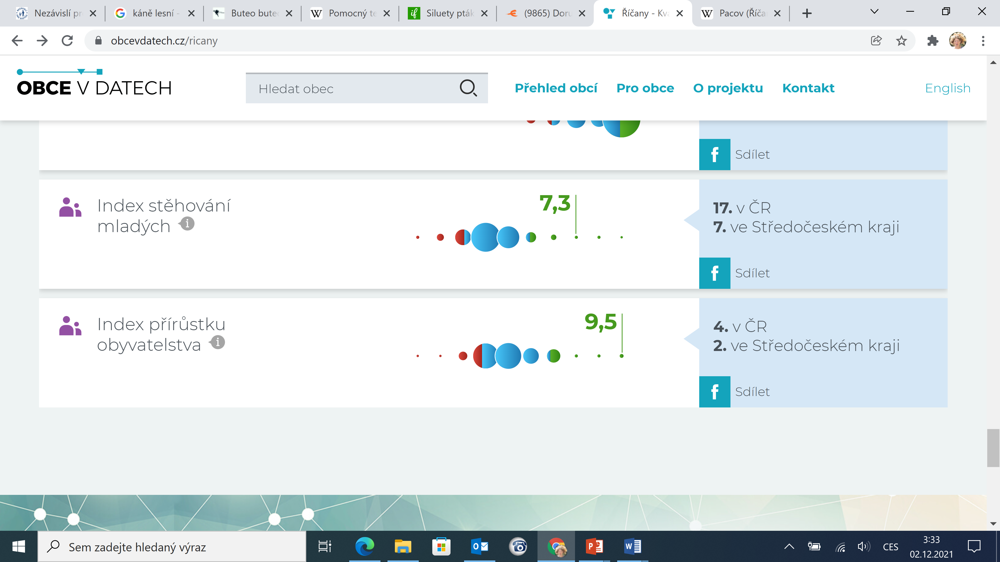 Nezávislí pr
káně lesní -
Buteo butec
Pomocný te
Siluety pták
(9865) Doru
Říčany - Kva
Pacov (Říča
obcevdatech.cz/ricany
OBCE V DATECH
Hledat obec
Přehled obcí
Pro obce
O projektu
Kontakt
English
Sdílet
Index stěhování
mladých
7,3
17. v ČR
7. ve Středočeském kraji
Sdílet
Index přírůstku
obyvatelstva
9,5
4. v ČR
2. ve Středočeském kraji
Sdílet
Sem zadejte hledaný výraz
CES
3:33
02.12.2021